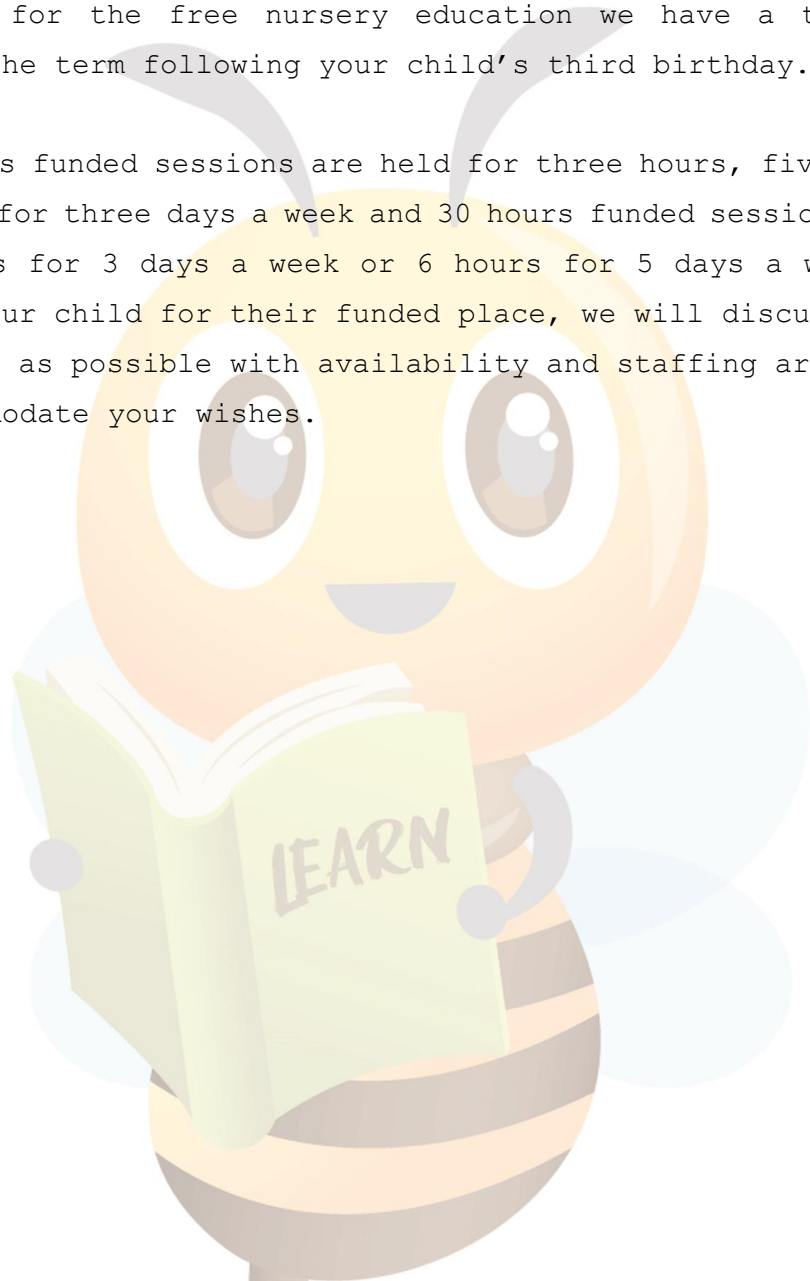 for the free nursery education we have a t
he term following your child's third birthday.
s funded sessions are held for three hours, fiv
for three days a week and 30 hours funded sessio
s for 3 days a week or 6 hours for 5 days a w
ur child for their funded place, we will discu
as possible with availability and staffing ar
odate your wishes.
LEARN